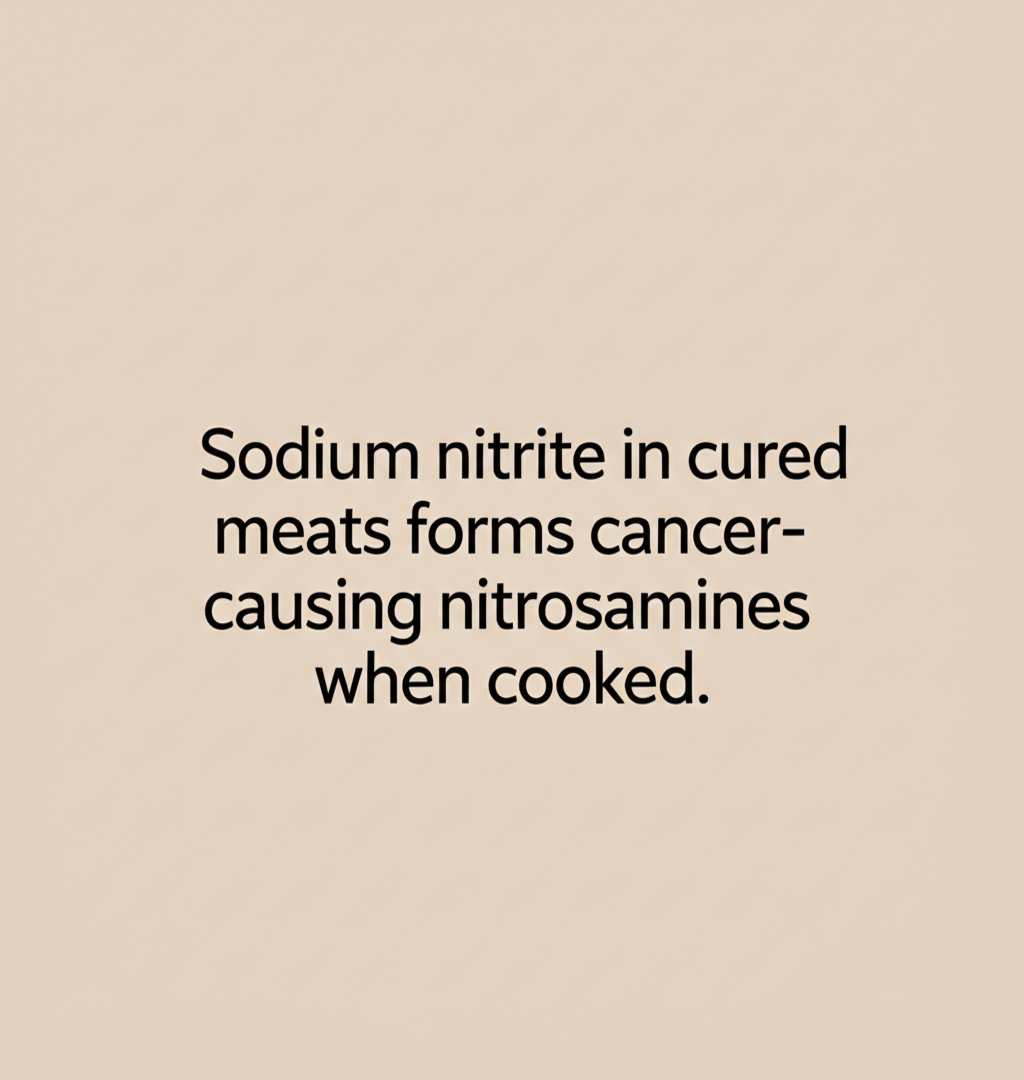 Sodium nitrite in cured
meats forms cancer-
causing nitrosamines
when cooked.